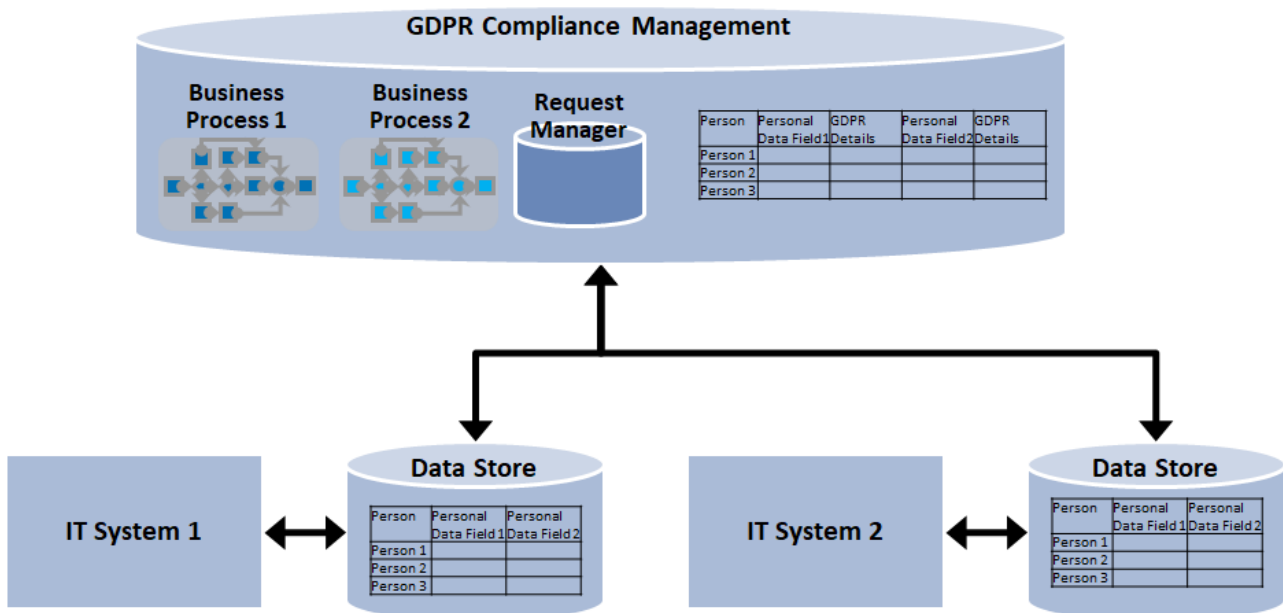 GDPR Compliance Management
Business
Process 1
Business
Process 2
Request
Manager
Person Personal GDPR Personal GDPR
Data Field1 Details Data Field2 Details
Person 1
Person 2
Person 3
IT System 1
Data Store
Person Personal Personal
Data Field 1 Data Field 2
Person 1
Person 2
Person 3
IT System 2
Data Store
Person Personal Personal
Data Field 1 Data Field 2
Person 1
Person 2
Person 3